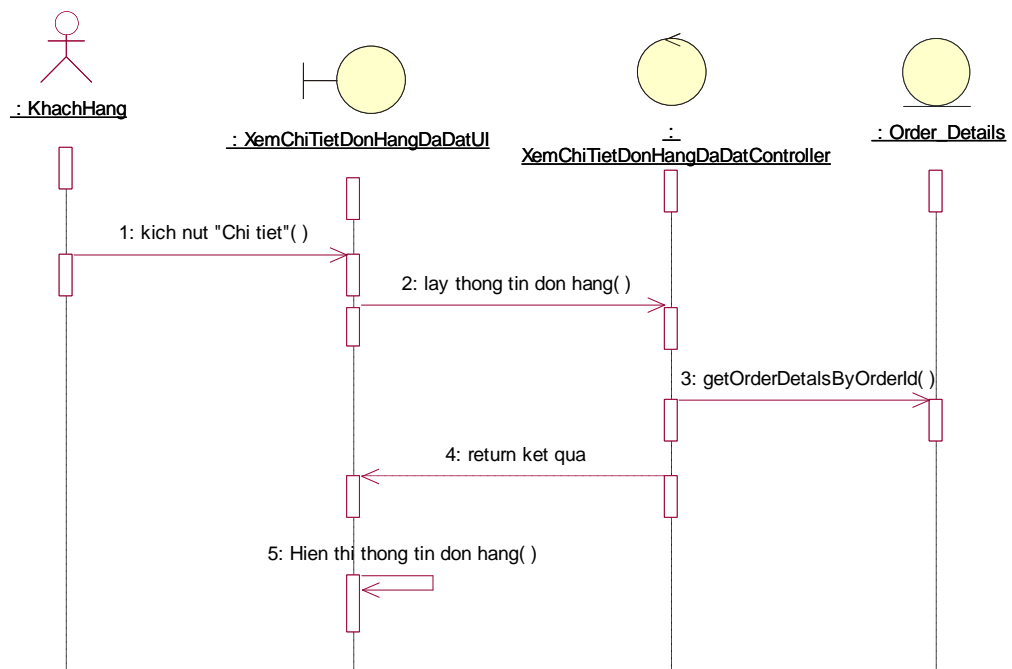 : KhachHang
: XemChiTietDonHangDaDatUI
:
XemChiTietDonHangDaDatController
: Order_Details
1: kich nut "Chi tiet"( )
2: lay thong tin don hang( )
3: getOrderDetalsByOrderId( )
4: return ket qua
5: Hien thi thong tin don hang( )